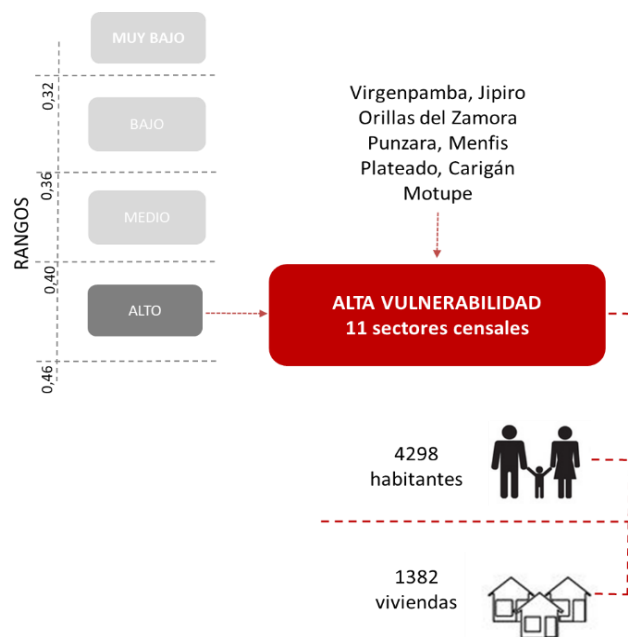 RANGOS
MUY BAJO
0,32
BAJO
0,36
MEDIO
0,40
ALTO
0,46
Virgenpamba, Jipiro
Orillas del Zamora
Punzara, Menfis
Plateado, Carigán
Motupe
ALTA VULNERABILIDAD
11 sectores censales
4298
habitantes
1382
viviendas